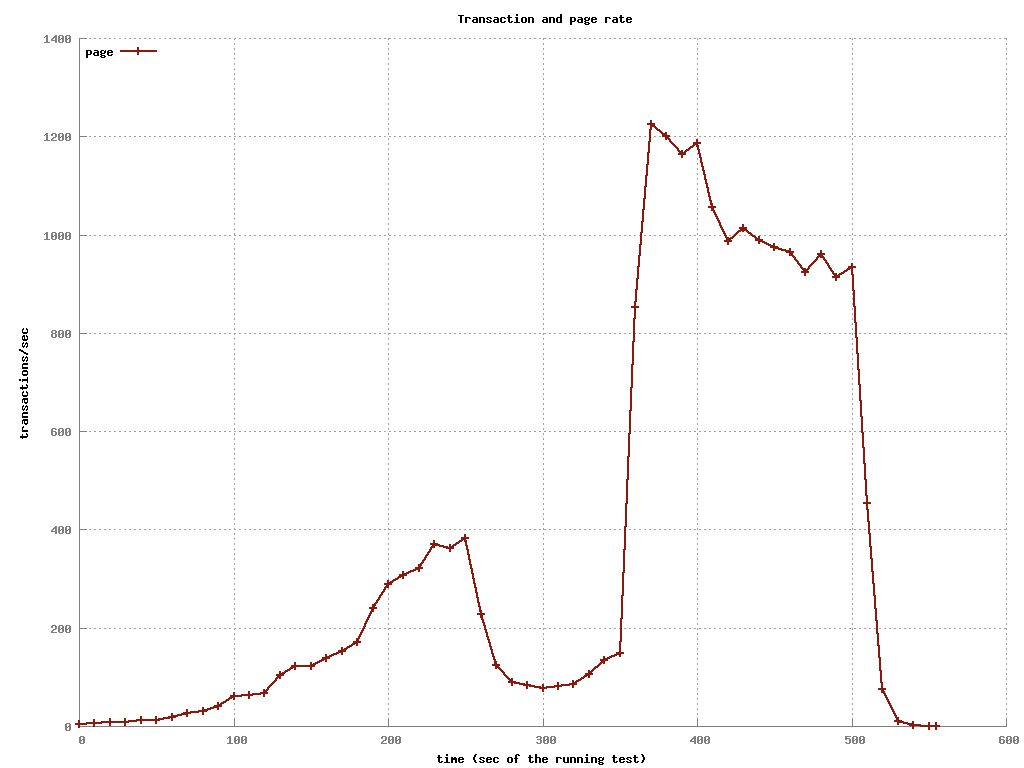 Transaction and page rate
page
1400
1200
1000
800
600
400
200
0
transactions/sec
0 100 200 300 400 500 600
time (sec of the running test)